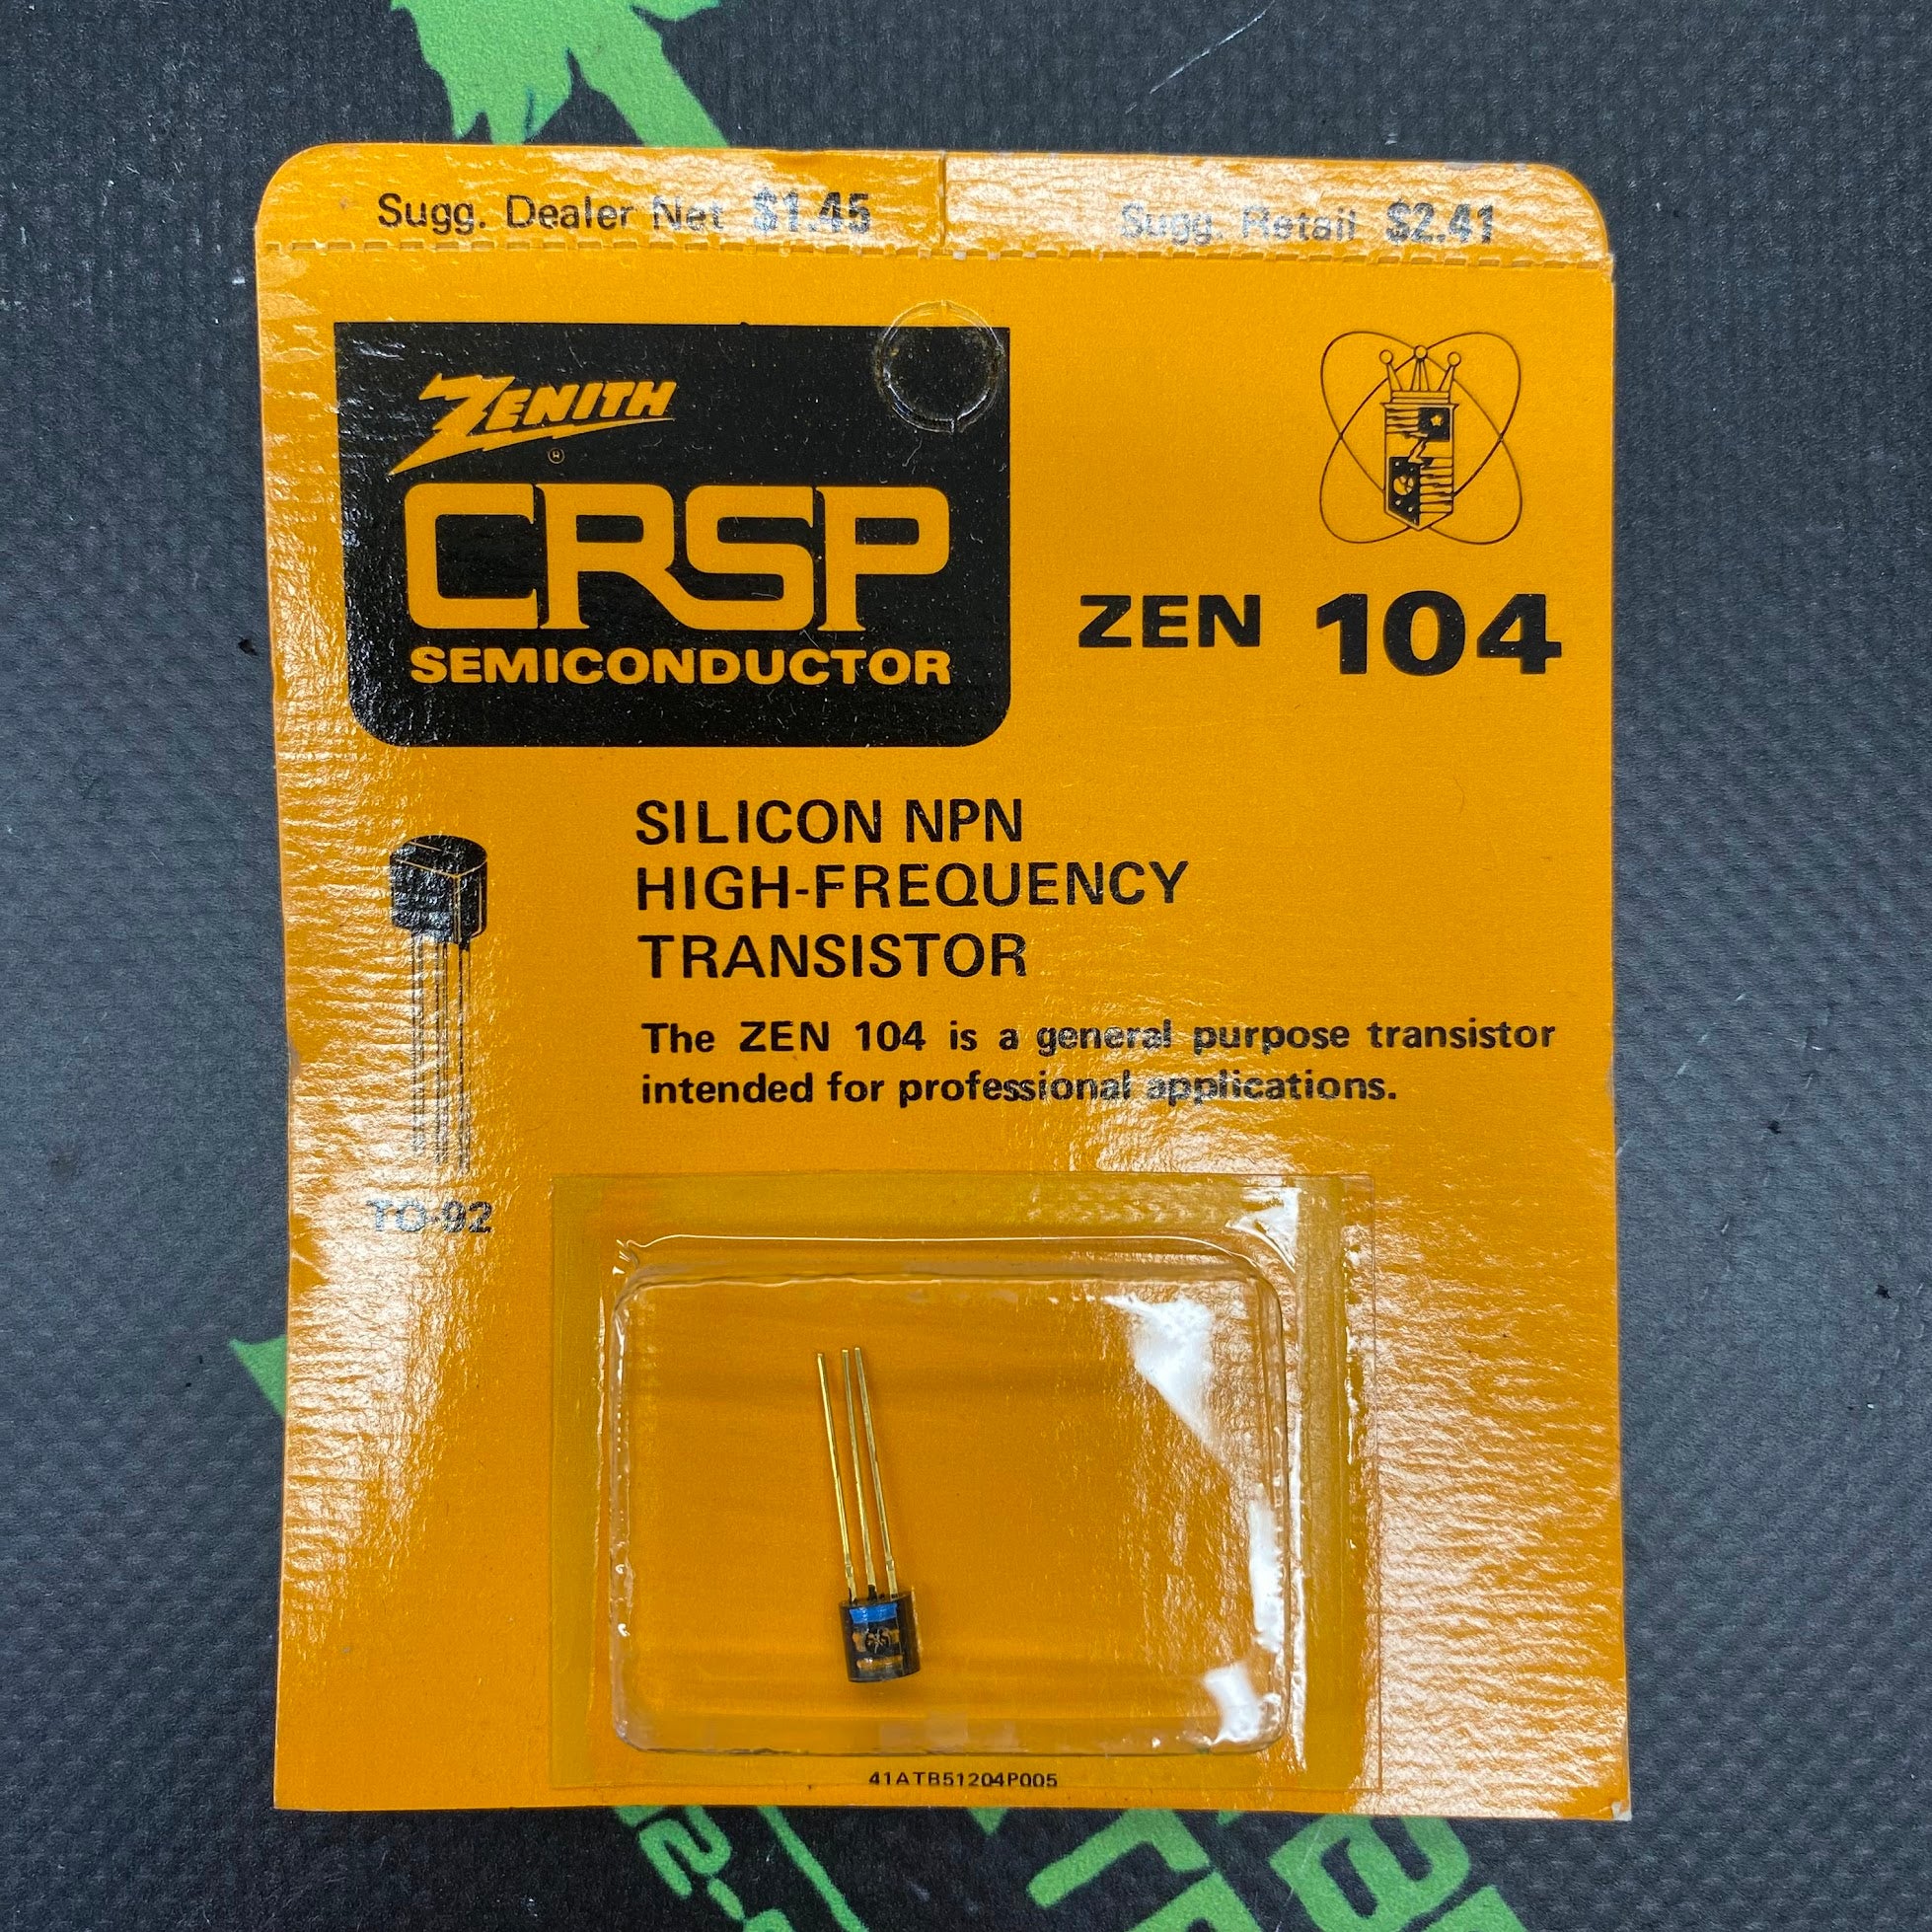 Sugg. Dealer Net $1.45 Sugg. Retail $2.41
ZENITH
®
CRSP
SEMICONDUCTOR
ZEN 104
SILICON NPN
HIGH-FREQUENCY
TRANSISTOR
The ZEN 104 is a general purpose transistor
intended for professional applications.
TO-92
41ATB51204P005